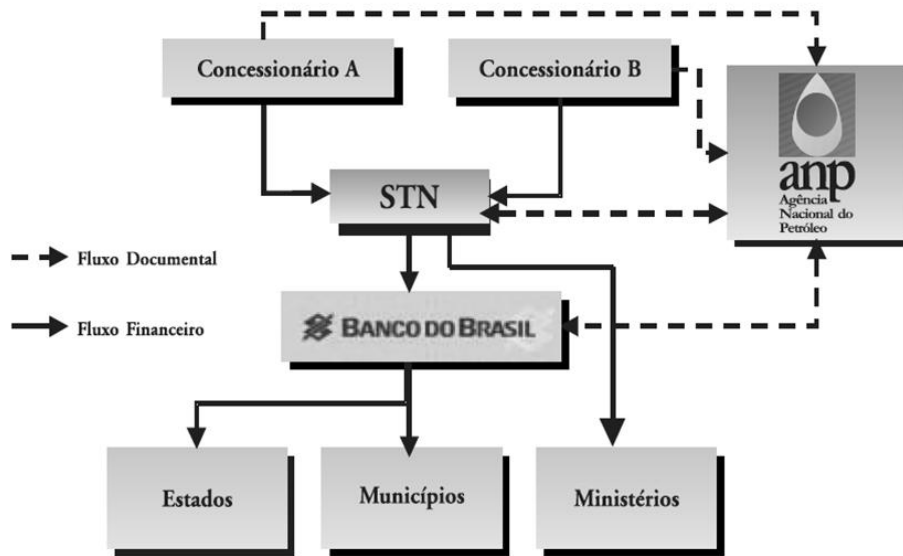 Concessionário A
Concessionário B
anp
Agência
Nacional do
Petróleo
STN
Fluxo Documental
Fluxo Financeiro
BANCO DO BRASIL
Estados
Municípios
Ministérios